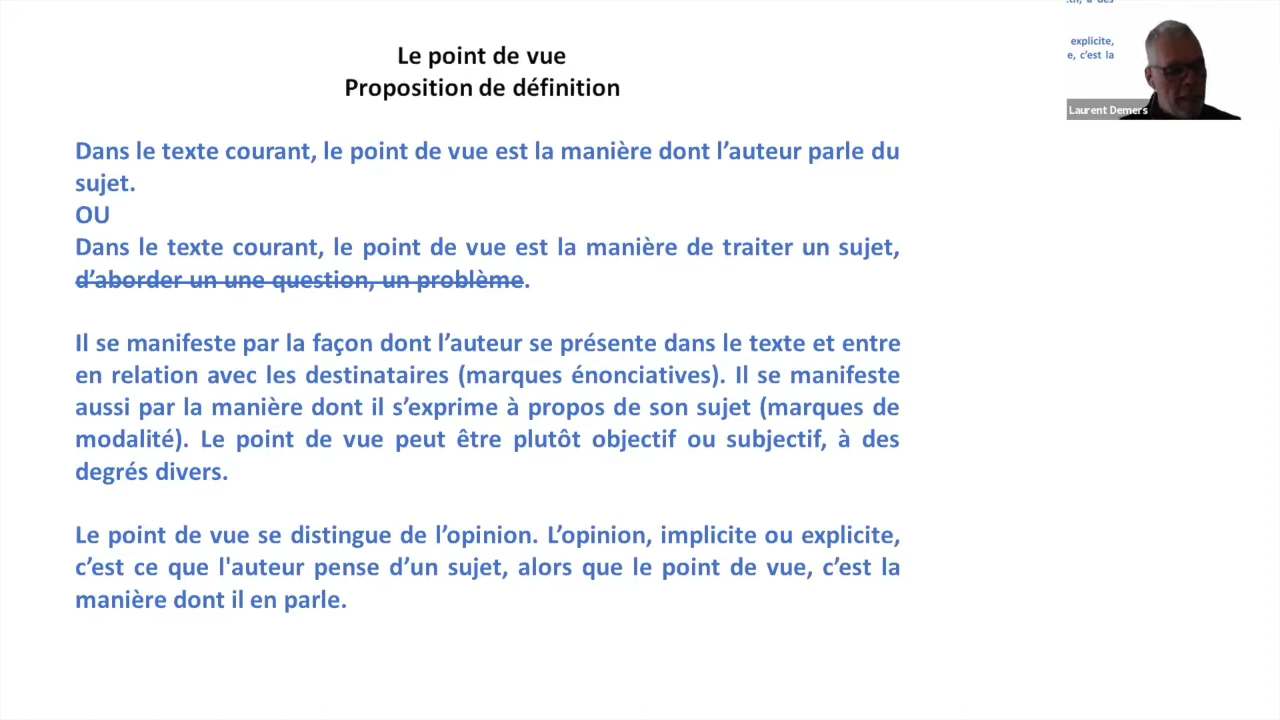 Le point de vue
Proposition de définition
Dans le texte courant, le point de vue est la manière dont l’auteur parle du
sujet.
OU
Dans le texte courant, le point de vue est la manière de traiter un sujet,
d’aborder un une question, un problème.
Il se manifeste par la façon dont l’auteur se présente dans le texte et entre
en relation avec les destinataires (marques énonciatives). Il se manifeste
aussi par la manière dont il s’exprime à propos de son sujet (marques de
modalité). Le point de vue peut être plutôt objectif ou subjectif, à des
degrés divers.
Le point de vue se distingue de l’opinion. L’opinion, implicite ou explicite,
c’est ce que l'auteur pense d’un sujet, alors que le point de vue, c’est la
manière dont il en parle.
explicite,
e, c’est la
Laurent Demers